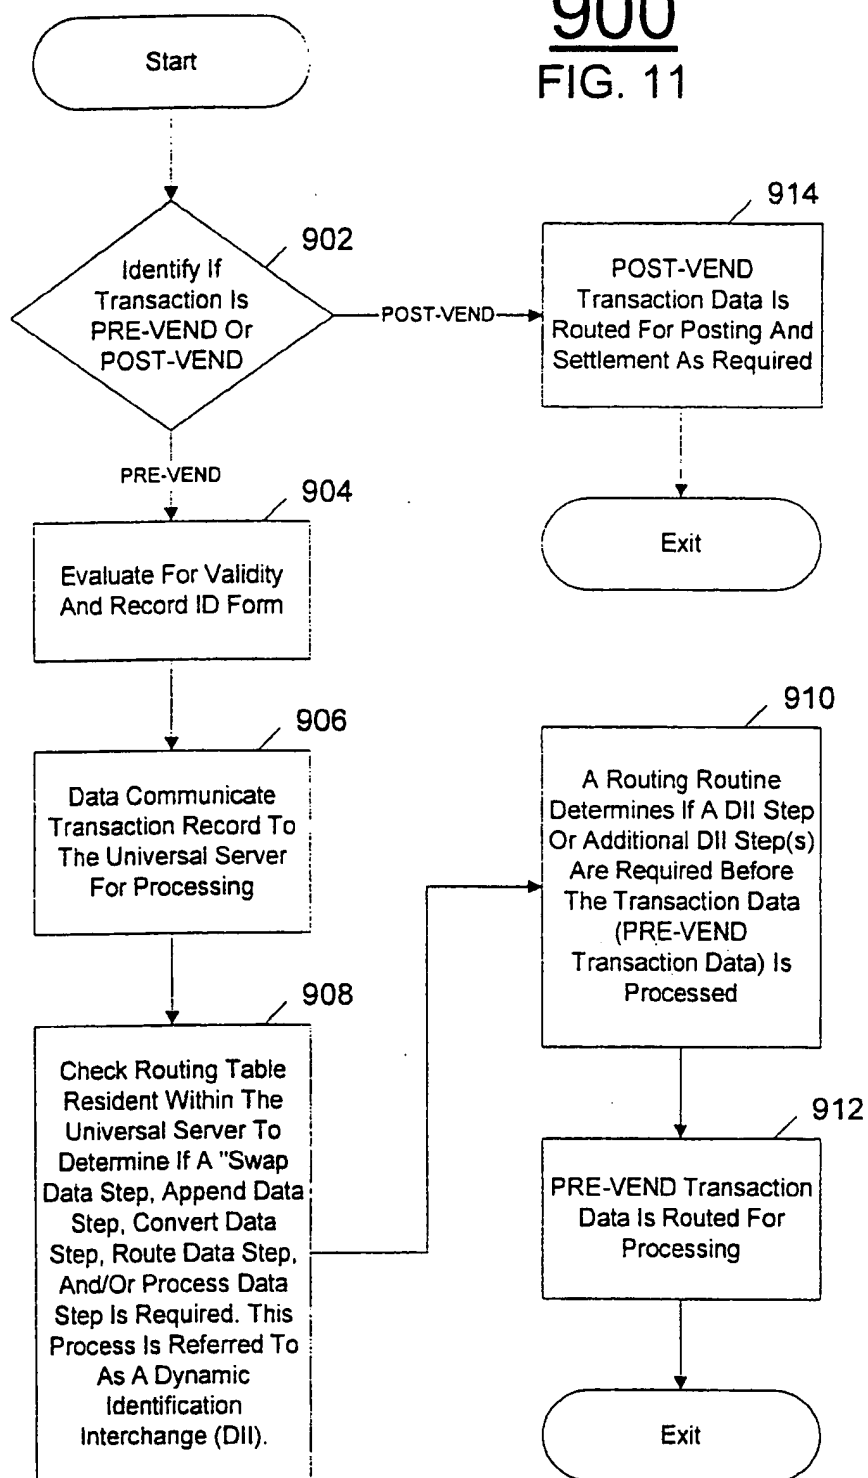 900
FIG. 11
Start
902
Identify If
Transaction Is
PRE-VEND Or
POST-VEND
POST-VEND
914
POST-VEND
Transaction Data Is
Routed For Posting And
Settlement As Required
Exit
PRE-VEND
904
Evaluate For Validity
And Record ID Form
906
Data Communicate
Transaction Record To
The Universal Server
For Processing
908
Check Routing Table
Resident Within The
Universal Server To
Determine If A "Swap
Data Step, Append Data
Step, Convert Data
Step, Route Data Step,
And/Or Process Data
Step Is Required. This
Process Is Referred To
As A Dynamic
Identification
Interchange (DII).
910
A Routing Routine
Determines If A DII Step
Or Additional DII Step(s)
Are Required Before
The Transaction Data
(PRE-VEND
Transaction Data) Is
Processed
912
PRE-VEND Transaction
Data Is Routed For
Processing
Exit